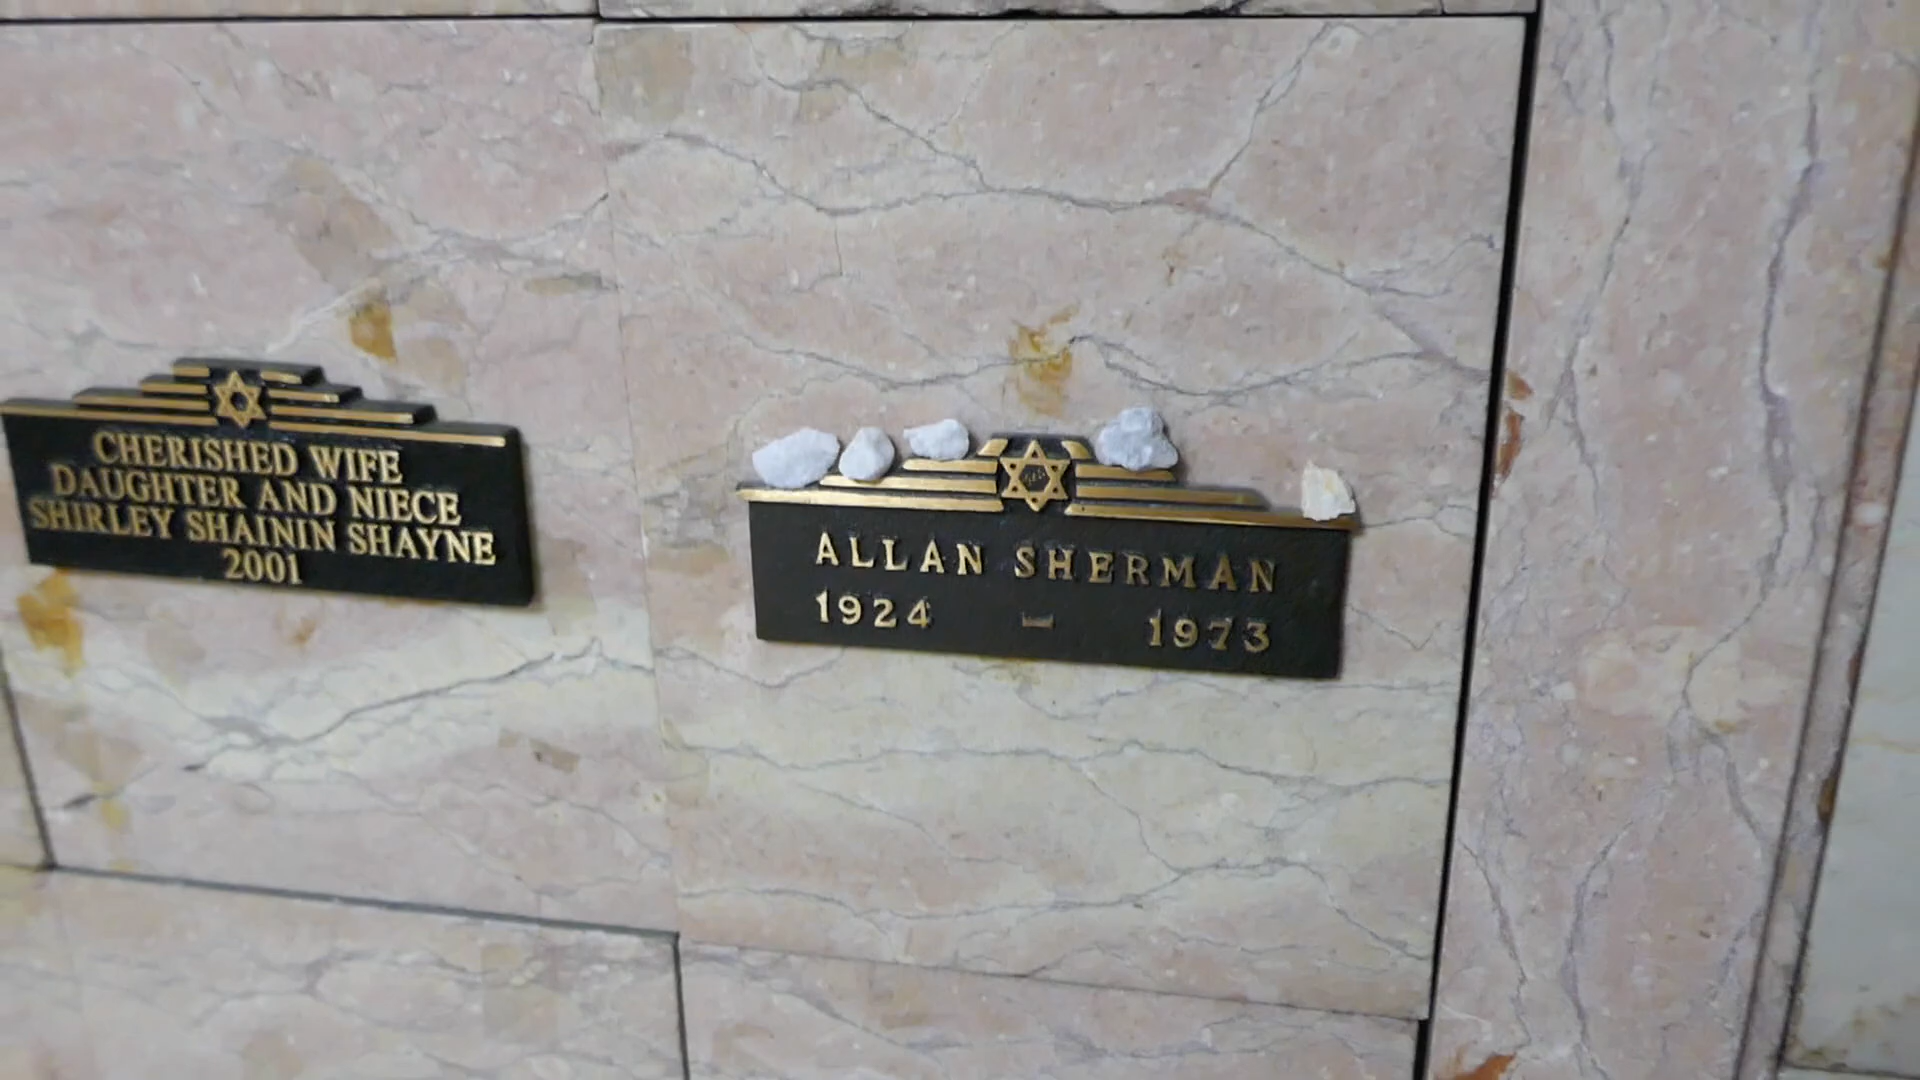 CHERISHED WIFE
DAUGHTER AND NIECE
SHIRLEY SHAININ SHAYNE
2001
ALLAN SHERMAN
1924 - 1973